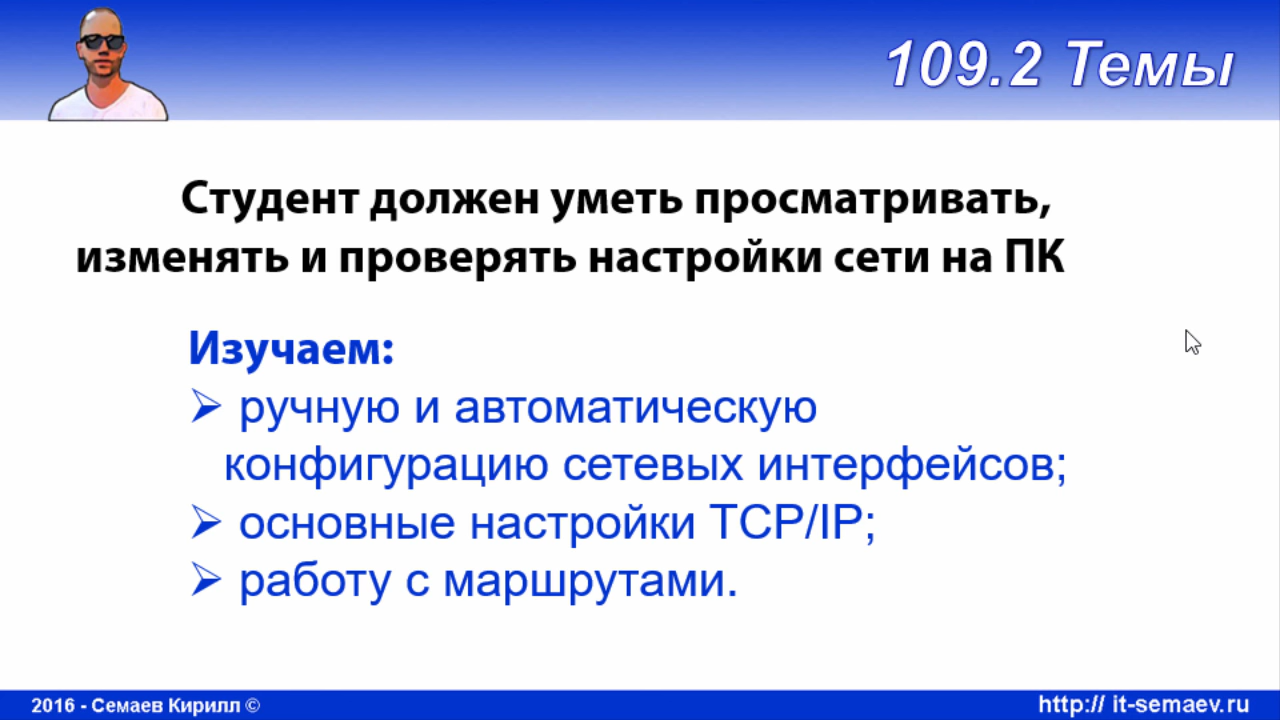 109.2 Темы
Студент должен уметь просматривать,
изменять и проверять настройки сети на ПК
Изучаем:
➢ ручную и автоматическую
конфигурацию сетевых интерфейсов;
➢ основные настройки TCP/IP;
➢ работу с маршрутами.
2016 - Семаев Кирилл ©
http:// it-semaev.ru